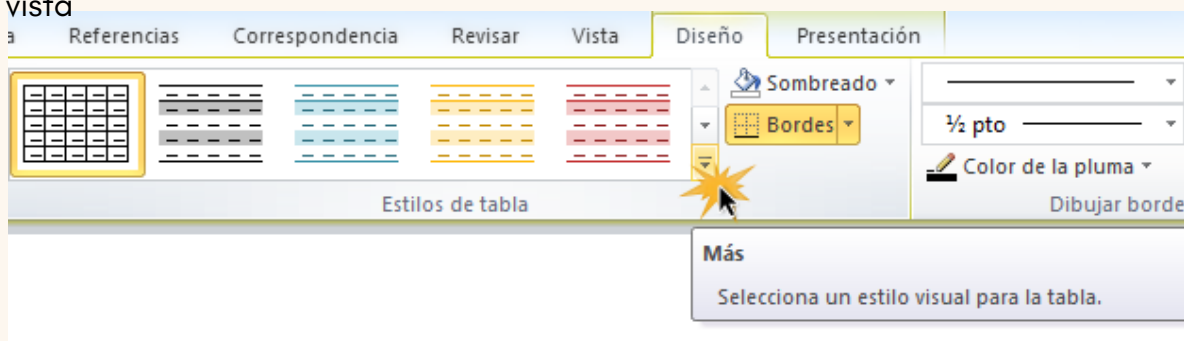 vista
a Referencias Correspondencia Revisar Vista Diseño Presentación
Sombreado
Bordes
½ pto
Color de la pluma
Estilos de tabla Dibujar borde
Más
Selecciona un estilo visual para la tabla.